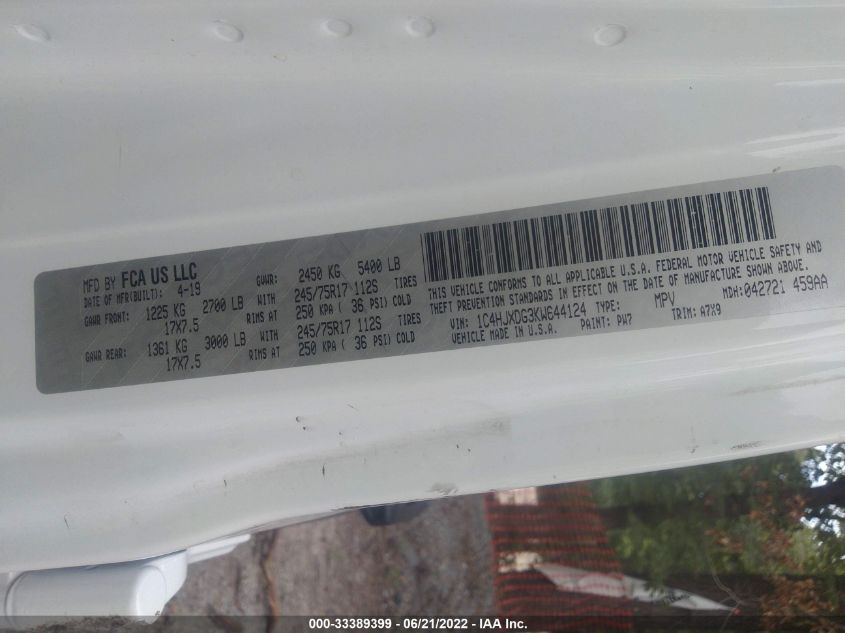 MFD BY FCA US LLC GVWR: 2450 KG 5400 LB
DATE OF MFR(BUILT): 4-19
GAWR FRONT: 1225 KG 2700 LB WITH 245/75R17 112S TIRES
17X7.5 RIMS AT 250 KPA ( 36 PSI) COLD
GAWR REAR: 1361 KG 3000 LB WITH 245/75R17 112S TIRES
17X7.5 RIMS AT 250 KPA ( 36 PSI) COLD
THIS VEHICLE CONFORMS TO ALL APPLICABLE U.S.A. FEDERAL MOTOR VEHICLE SAFETY AND
THEFT PREVENTION STANDARDS IN EFFECT ON THE DATE OF MANUFACTURE SHOWN ABOVE.
VIN: 1C4HJXDG3KW644124 TYPE: MPV MDH: 042721 459AA
VEHICLE MADE IN U.S.A. PAINT: PW7 TRIM: A7X9
000-33389399 - 06/21/2022 - IAA Inc.